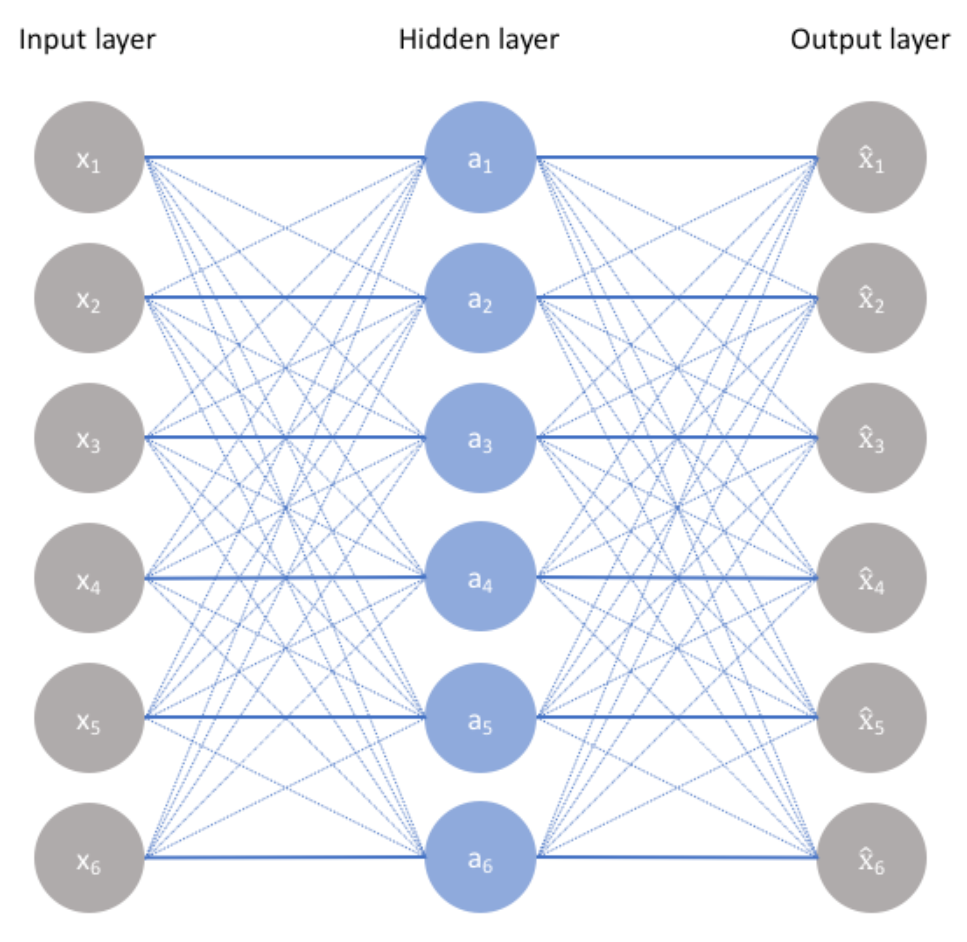 Input layer Hidden layer Output layer
x₁ a₁ x̂₁
x₂ a₂ x̂₂
x₃ a₃ x̂₃
x₄ a₄ x̂₄
x₅ a₅ x̂₅
x₆ a₆ x̂₆